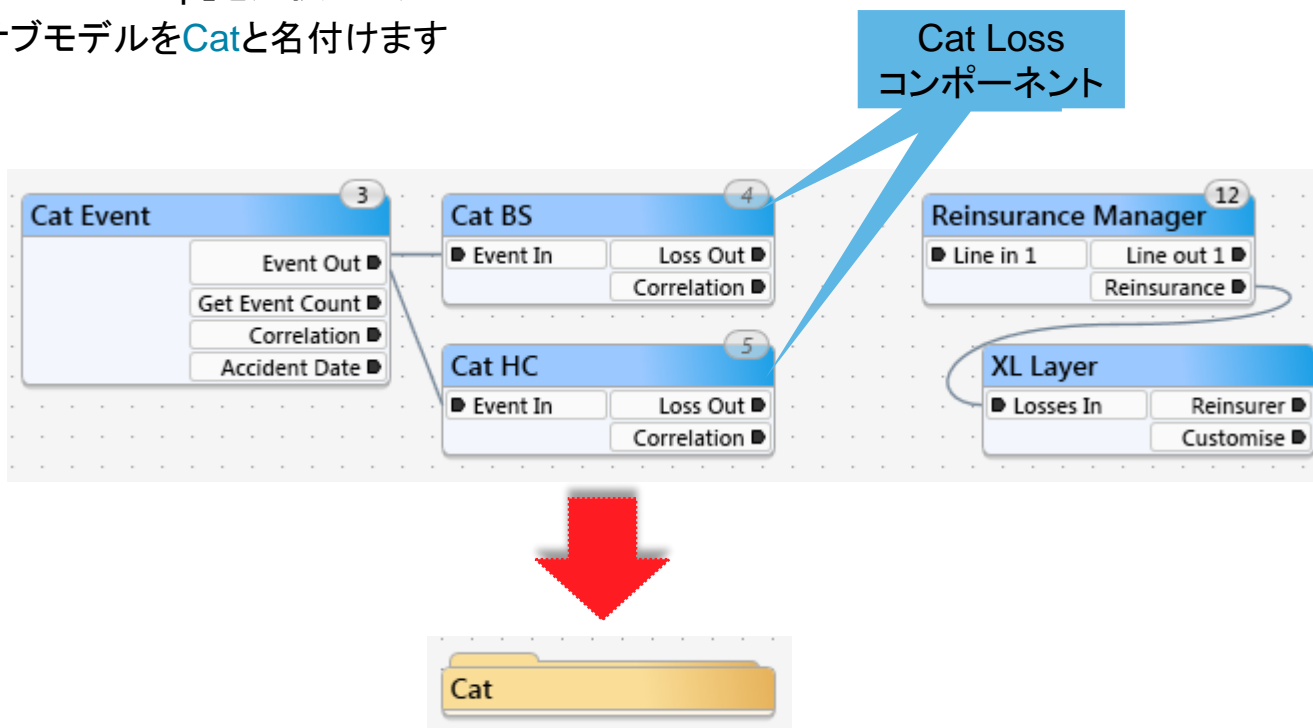 サブモデルをCatと名付けます
Cat Loss
コンポーネント
3
Cat Event
Event Out
Get Event Count
Correlation
Accident Date
4
Cat BS
Event In
Loss Out
Correlation
5
Cat HC
Event In
Loss Out
Correlation
12
Reinsurance Manager
Line in 1
Line out 1
Reinsurance
XL Layer
Losses In
Reinsurer
Customise
Cat